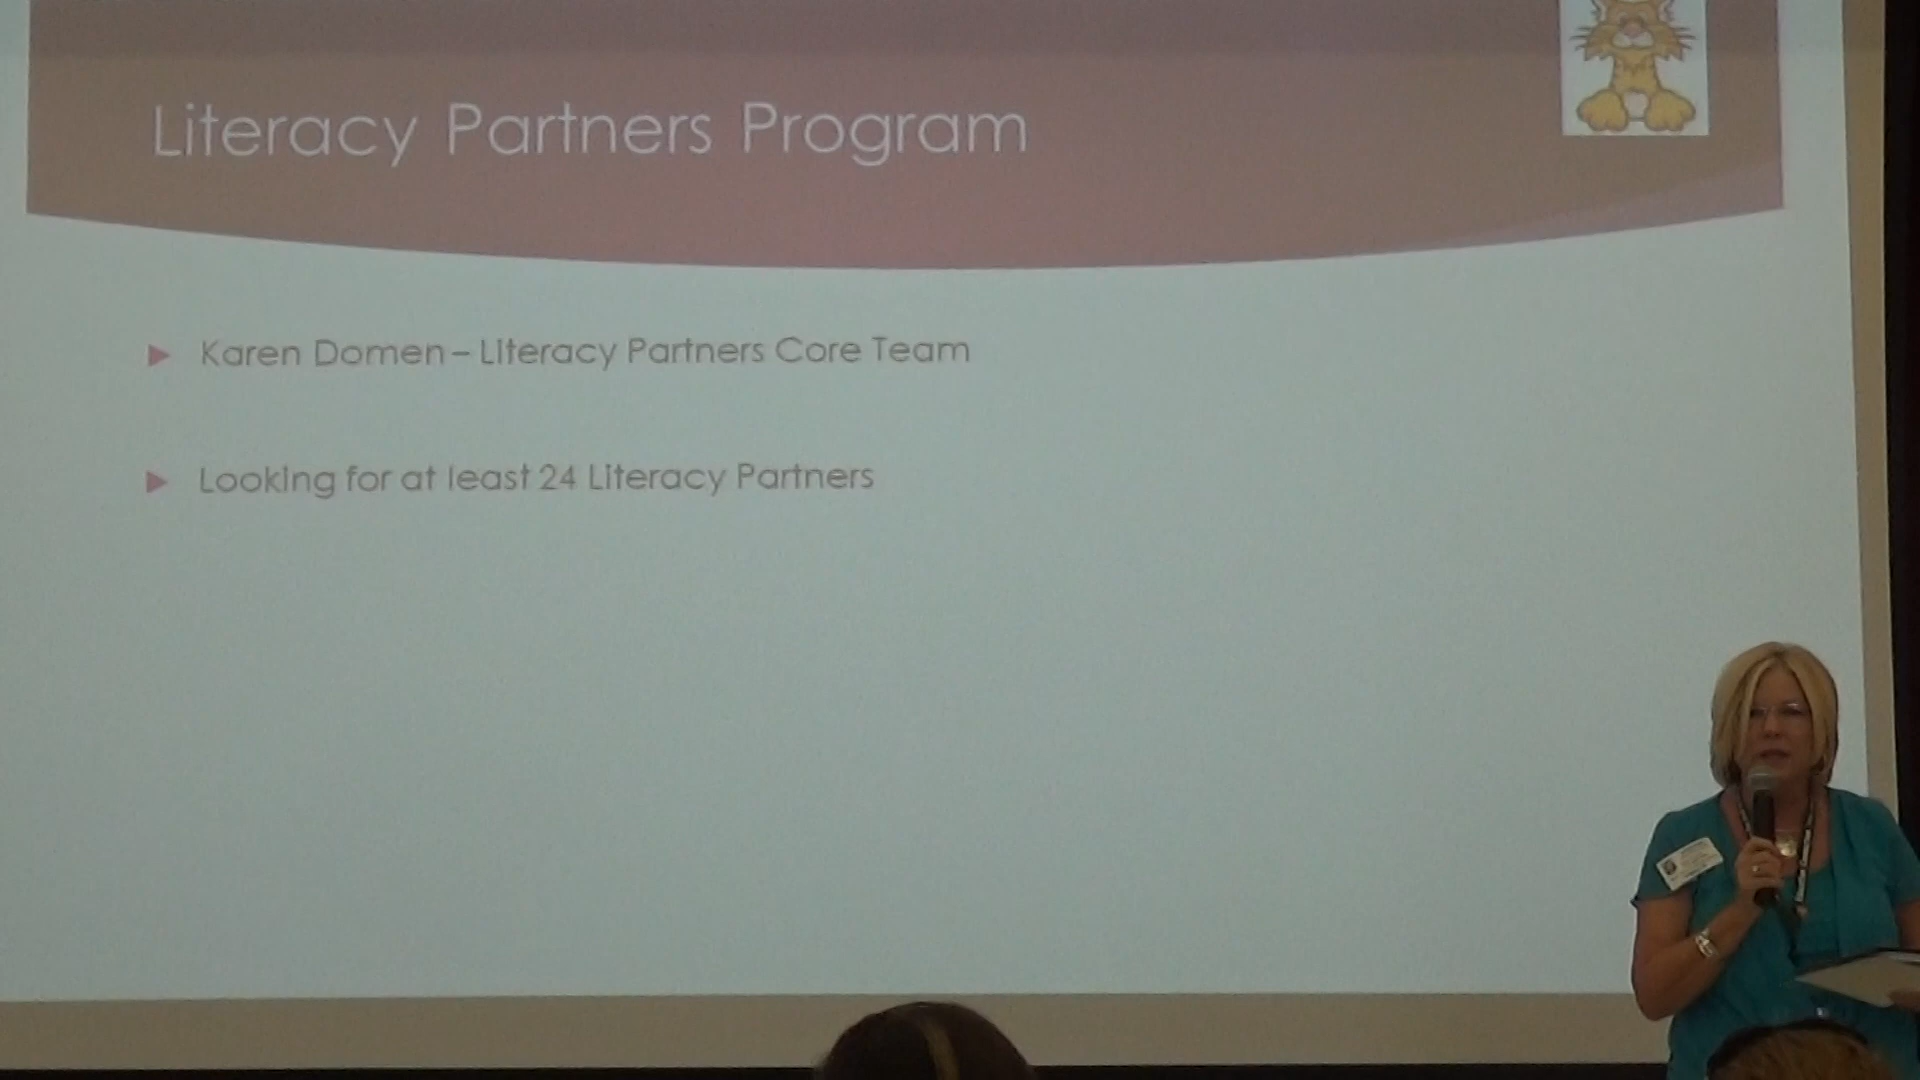 Literacy Partners Program
Karen Domen – Literacy Partners Core Team
Looking for at least 24 Literacy Partners